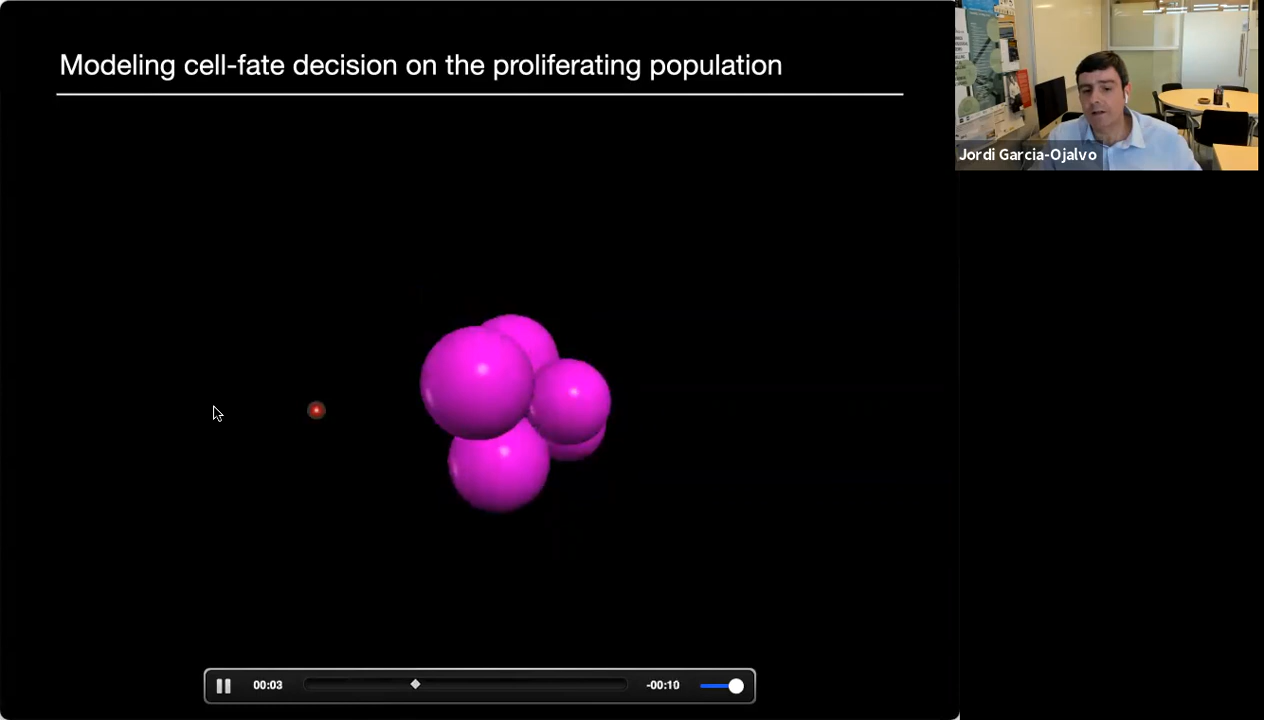 Modeling cell-fate decision on the proliferating population
Jordi Garcia-Ojalvo
00:03
-00:10